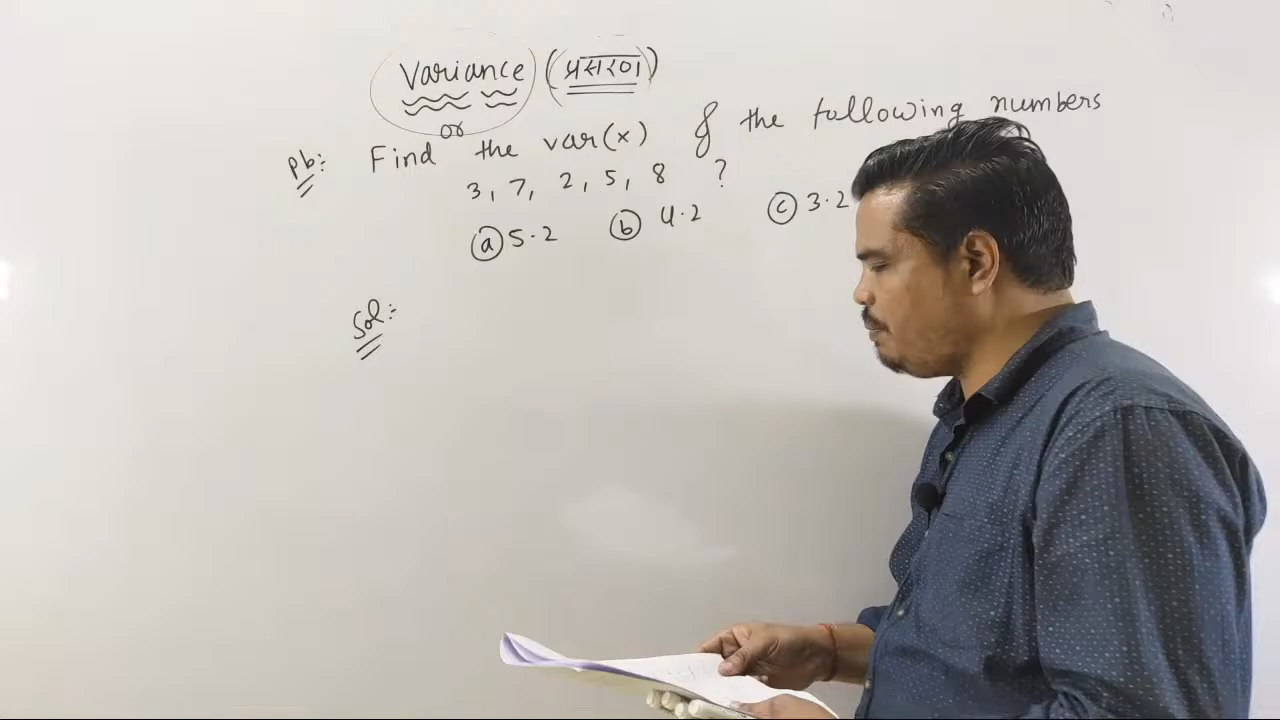 Variance (प्रसरण)
or
Pb: Find the var(x) of the following numbers
3, 7, 2, 5, 8 ?
(a) 5.2 (b) 4.2 (c) 3.2
Sol: